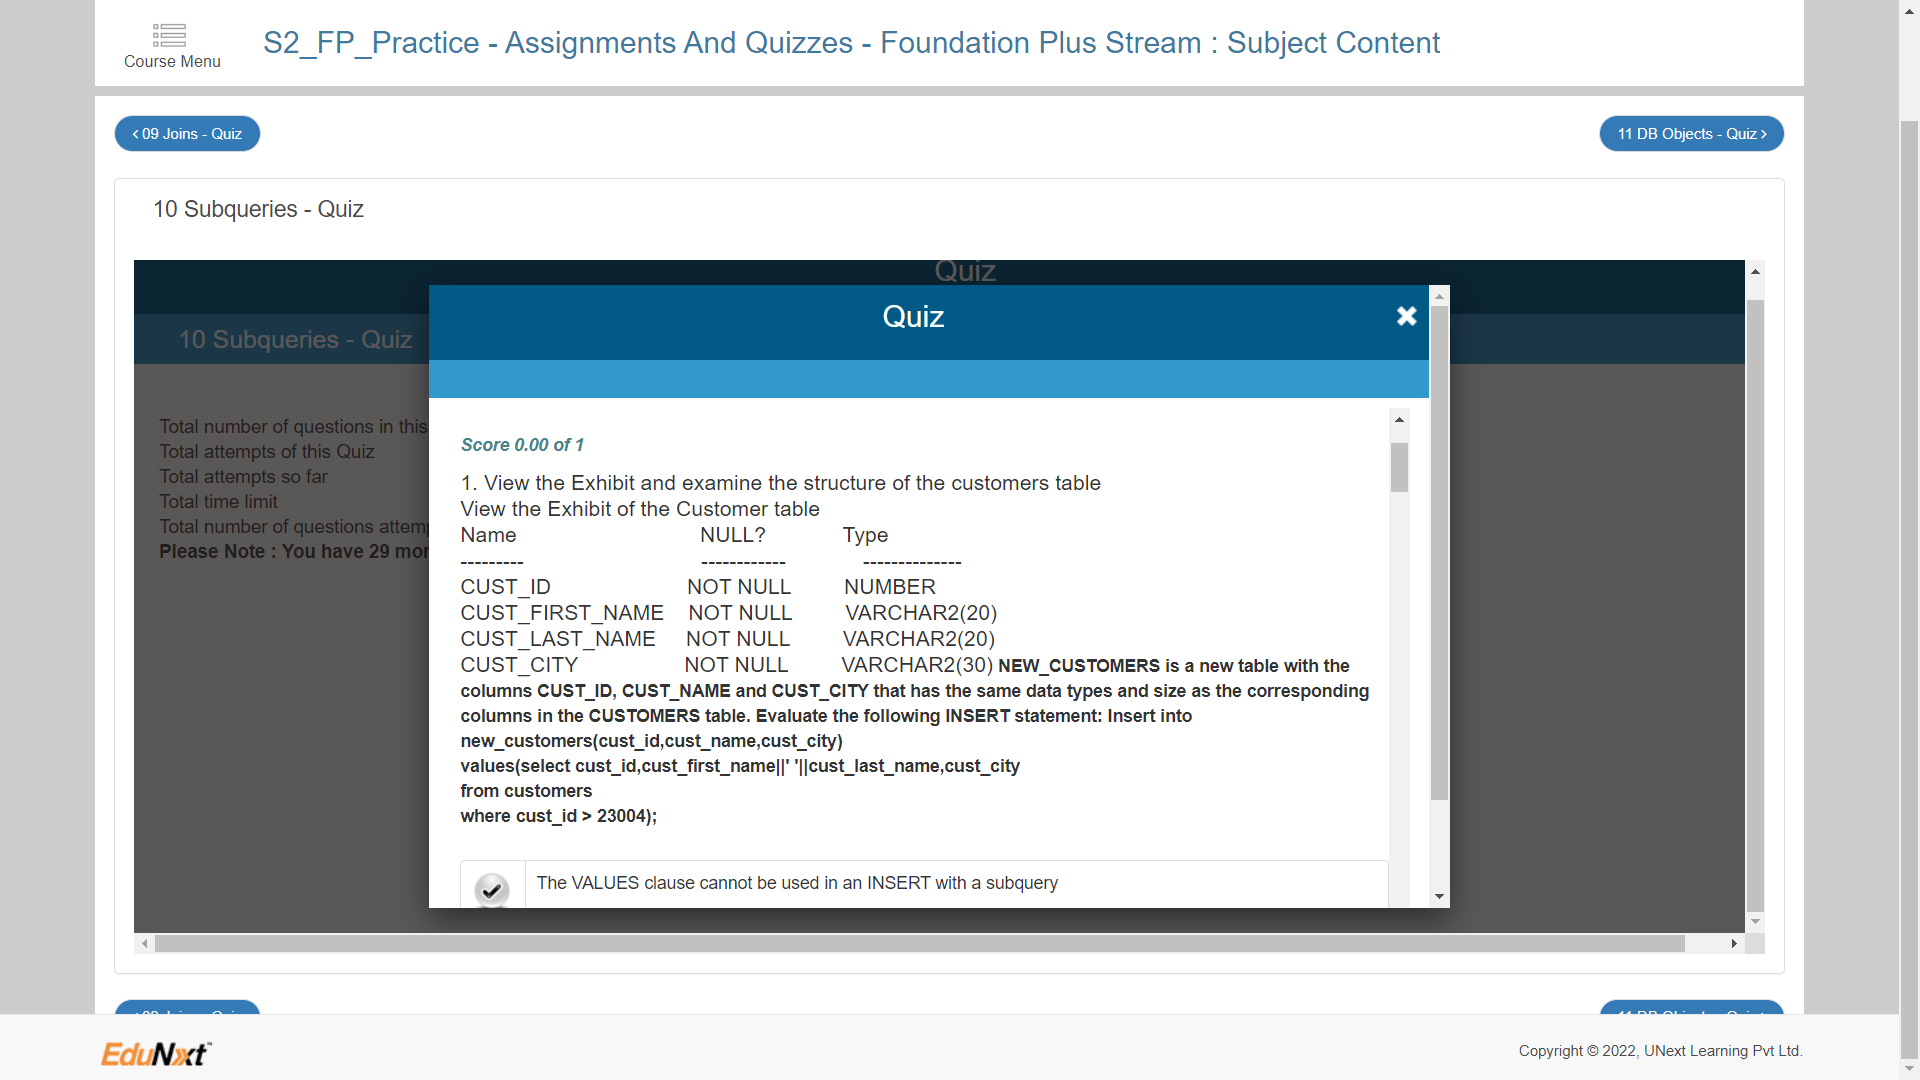 Course Menu
S2_FP_Practice - Assignments And Quizzes - Foundation Plus Stream : Subject Content
09 Joins - Quiz
11 DB Objects - Quiz
10 Subqueries - Quiz
Quiz
10 Subqueries - Quiz
Total number of questions in this
Total attempts of this Quiz
Total attempts so far
Total time limit
Total number of questions attem
Please Note : You have 29 mor
Quiz
Score 0.00 of 1
1. View the Exhibit and examine the structure of the customers table
View the Exhibit of the Customer table
Name NULL? Type
--------- ------------ --------------
CUST_ID NOT NULL NUMBER
CUST_FIRST_NAME NOT NULL VARCHAR2(20)
CUST_LAST_NAME NOT NULL VARCHAR2(20)
CUST_CITY NOT NULL VARCHAR2(30) NEW_CUSTOMERS is a new table with the
columns CUST_ID, CUST_NAME and CUST_CITY that has the same data types and size as the corresponding
columns in the CUSTOMERS table. Evaluate the following INSERT statement: Insert into
new_customers(cust_id,cust_name,cust_city)
values(select cust_id,cust_first_name||' '||cust_last_name,cust_city
from customers
where cust_id > 23004);
The VALUES clause cannot be used in an INSERT with a subquery
EduNxt
Copyright © 2022, UNext Learning Pvt Ltd.